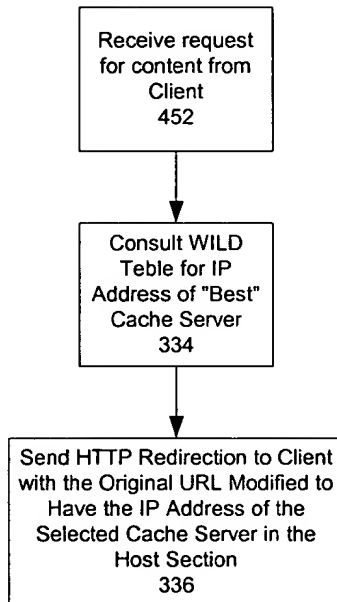 Receive request
for content from
Client
452
Consult WILD
Teble for IP
Address of "Best"
Cache Server
334
Send HTTP Redirection to Client
with the Original URL Modified to
Have the IP Address of the
Selected Cache Server in the
Host Section
336